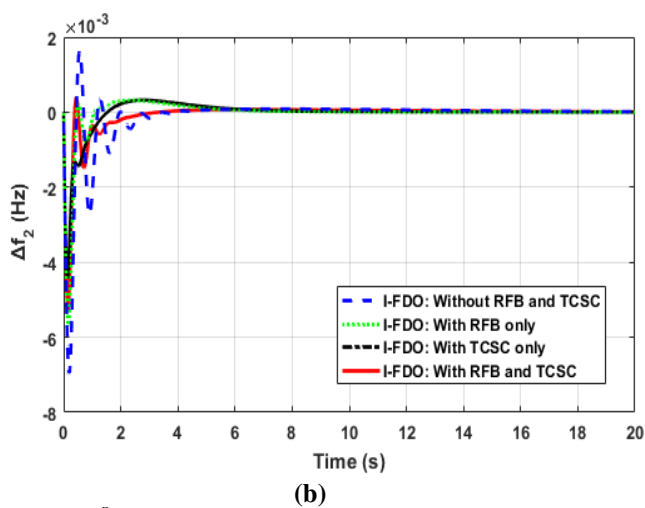 ×10⁻³
2
0
-2
-4
-6
-8
Δf₂ (Hz)
I-FDO: Without RFB and TCSC
I-FDO: With RFB only
I-FDO: With TCSC only
I-FDO: With RFB and TCSC
0 2 4 6 8 10 12 14 16 18 20
Time (s)
(b)